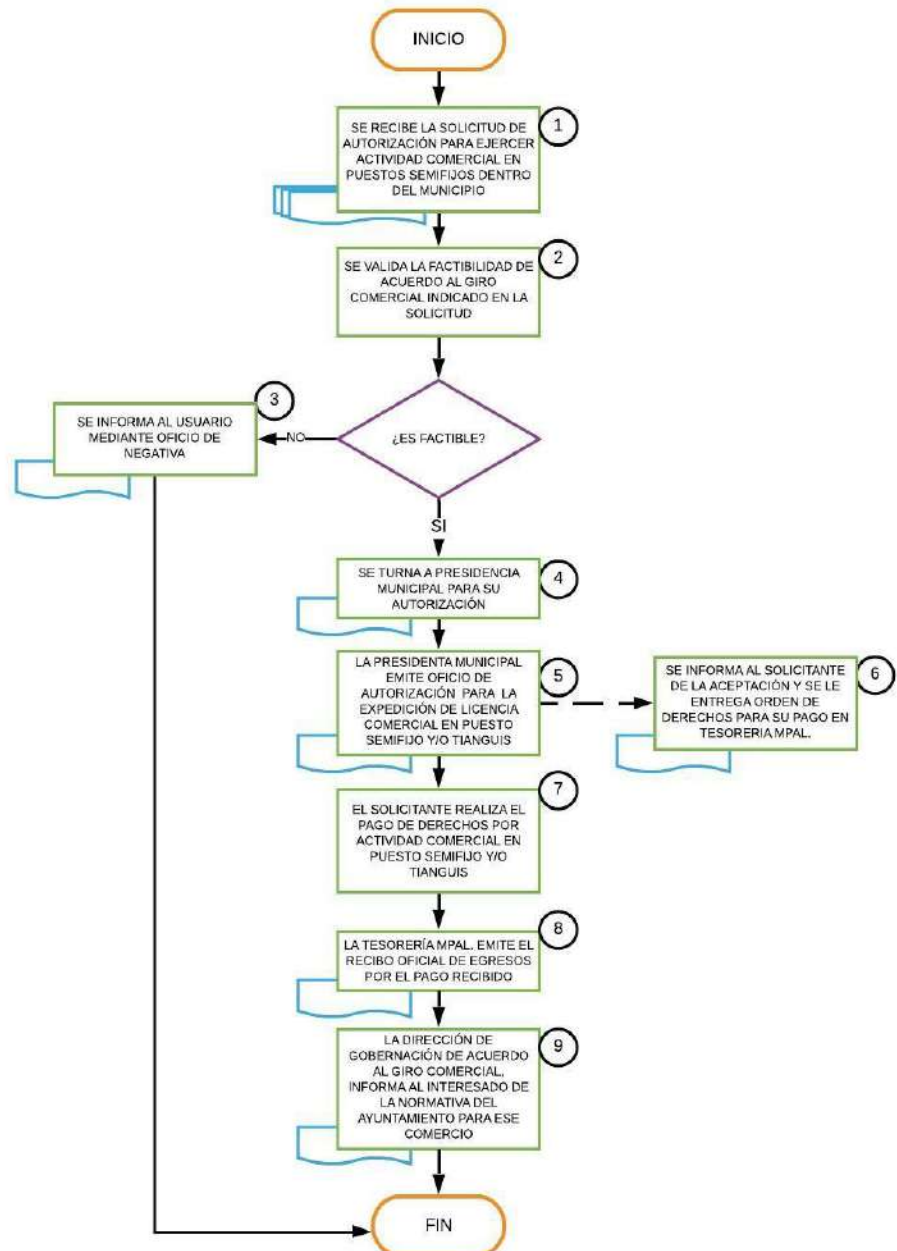 INICIO
1
SE RECIBE LA SOLICITUD DE
AUTORIZACIÓN PARA EJERCER
ACTIVIDAD COMERCIAL EN
PUESTOS SEMIFIJOS DENTRO
DEL MUNICIPIO
2
SE VALIDA LA FACTIBILIDAD DE
ACUERDO AL GIRO
COMERCIAL INDICADO EN LA
SOLICITUD
¿ES FACTIBLE?
NO
3
SE INFORMA AL USUARIO
MEDIANTE OFICIO DE
NEGATIVA
SI
4
SE TURNA A PRESIDENCIA
MUNICIPAL PARA SU
AUTORIZACIÓN
5
LA PRESIDENTA MUNICIPAL
EMITE OFICIO DE
AUTORIZACIÓN PARA LA
EXPEDICIÓN DE LICENCIA
COMERCIAL EN PUESTO
SEMIFIJO Y/O TIANGUIS
6
SE INFORMA AL SOLICITANTE
DE LA ACEPTACIÓN Y SE LE
ENTREGA ORDEN DE
DERECHOS PARA SU PAGO EN
TESORERIA MPAL.
7
EL SOLICITANTE REALIZA EL
PAGO DE DERECHOS POR
ACTIVIDAD COMERCIAL EN
PUESTO SEMIFIJO Y/O
TIANGUIS
8
LA TESORERÍA MPAL. EMITE EL
RECIBO OFICIAL DE EGRESOS
POR EL PAGO RECIBIDO
9
LA DIRECCIÓN DE
GOBERNACIÓN DE ACUERDO
AL GIRO COMERCIAL,
INFORMA AL INTERESADO DE
LA NORMATIVA DEL
AYUNTAMIENTO PARA ESE
COMERCIO
FIN